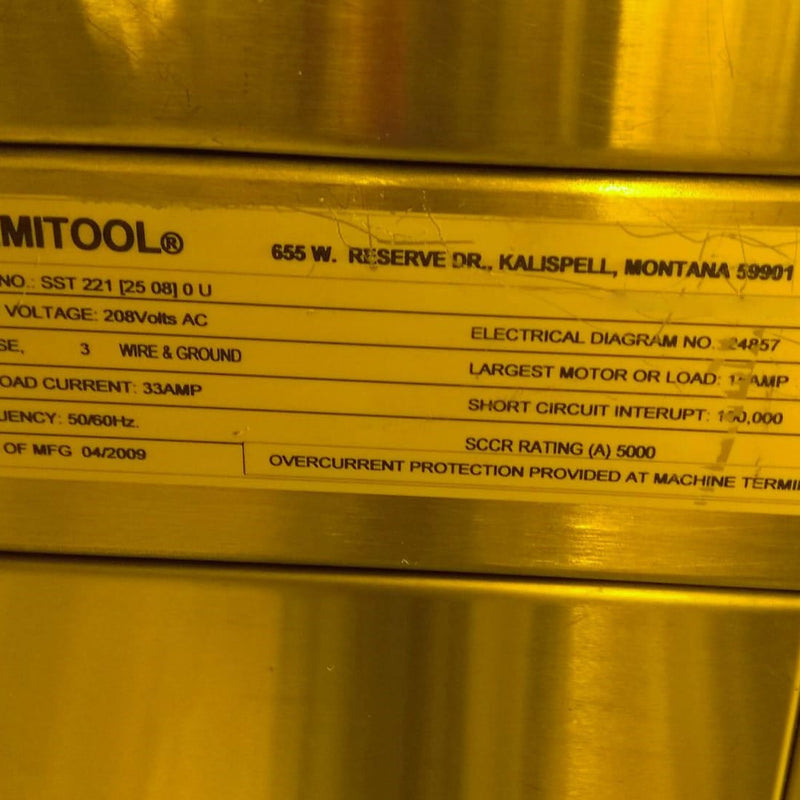 MITOOL®
655 W. RESERVE DR., KALISPELL, MONTANA 59901
NO.: SST 221 [25 08] 0 U
VOLTAGE: 208Volts AC
ELECTRICAL DIAGRAM NO.
SE, 3 WIRE & GROUND
LARGEST MOTOR OR LOAD: AMP
OAD CURRENT: 33AMP
SHORT CIRCUIT INTERUPT:
UENCY: 50/60Hz.
SCCR RATING (A) 5000
OF MFG 04/2009
OVERCURRENT PROTECTION PROVIDED AT MACHINE TERMI